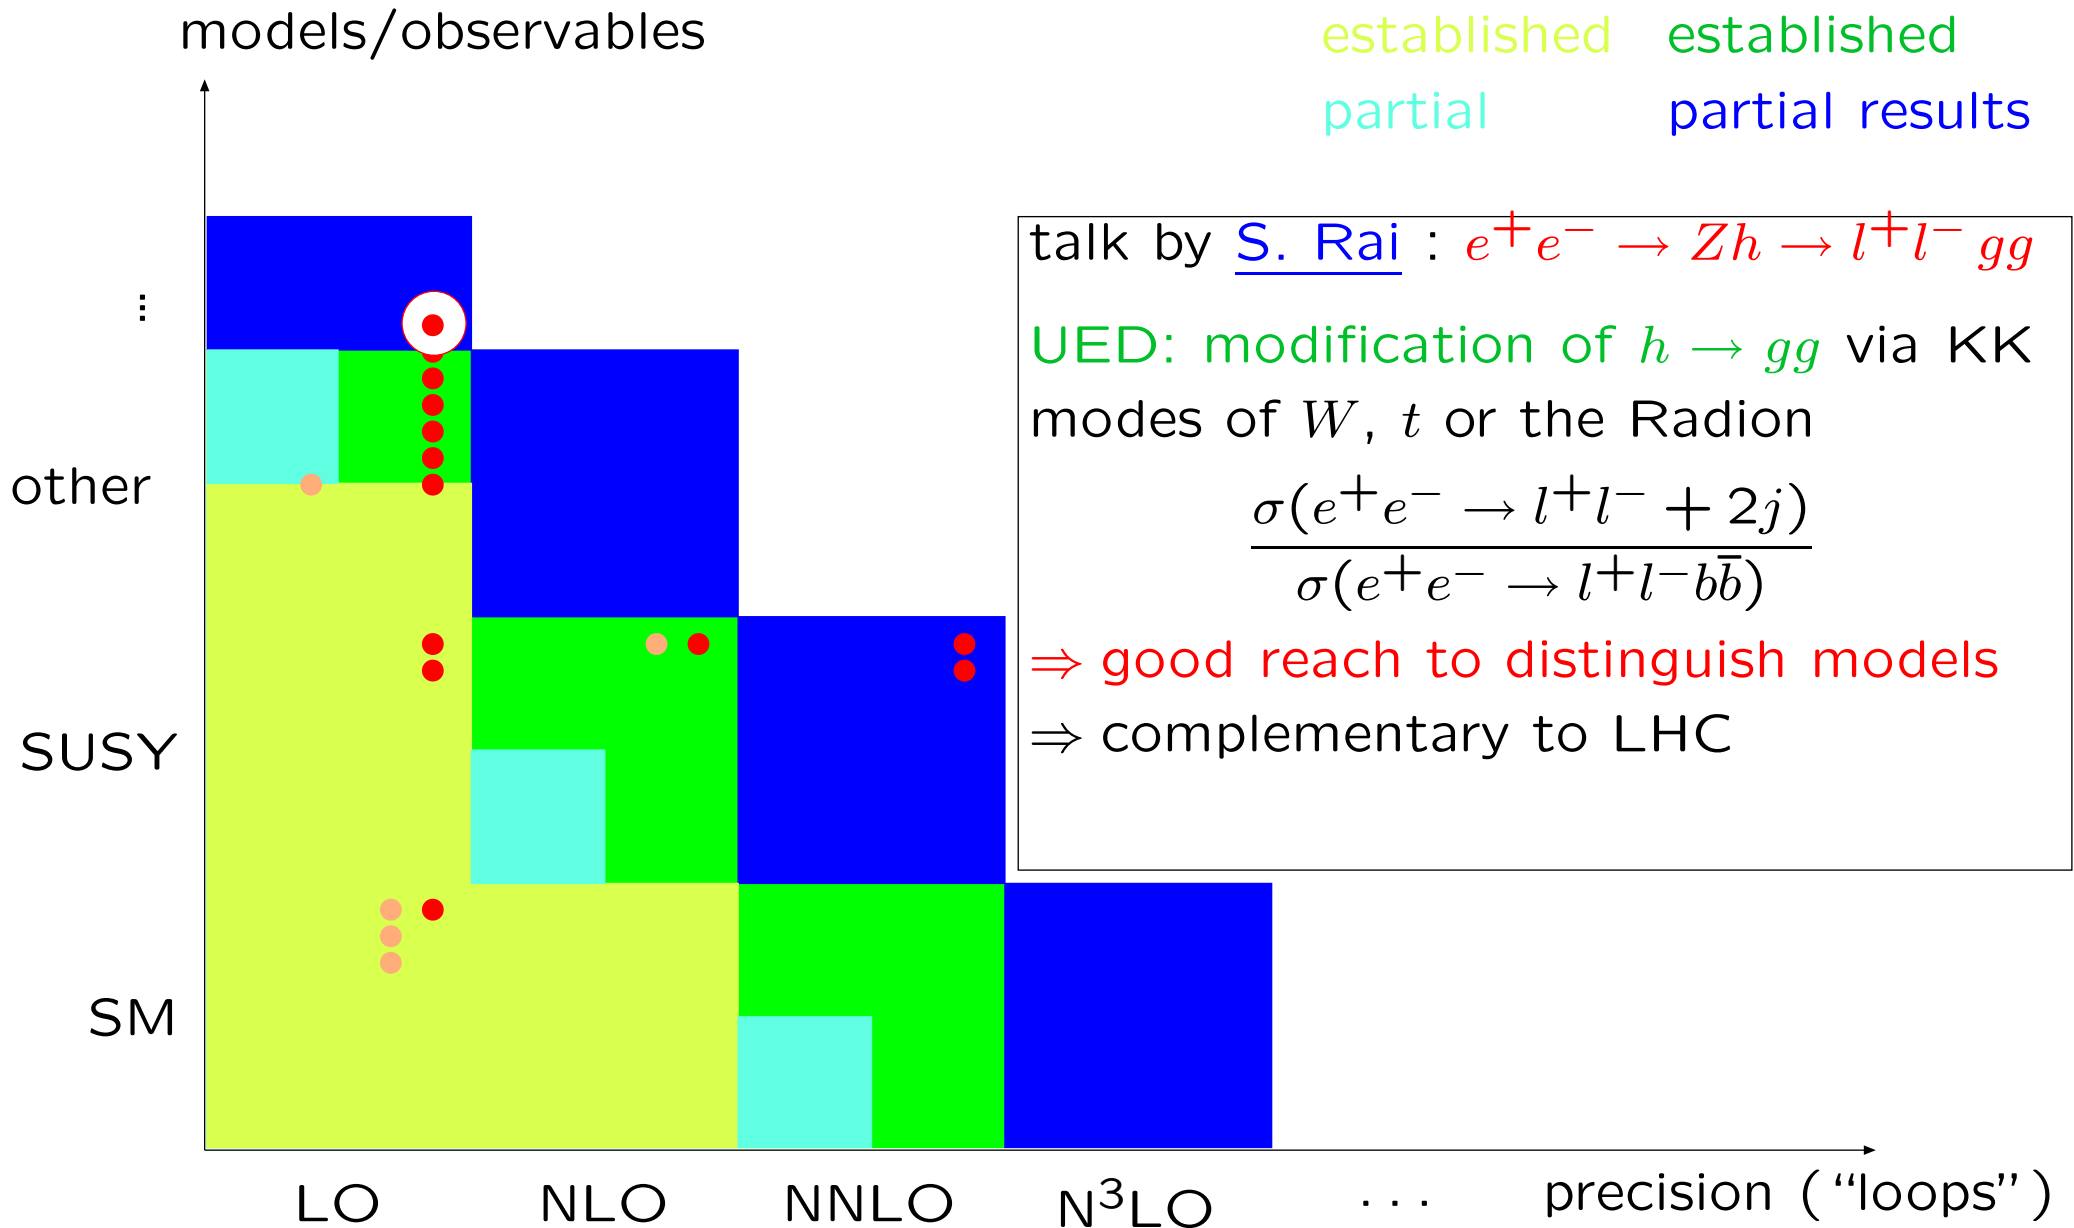 models/observables
established established
partial partial results
talk by S. Rai : e⁺e⁻ → Zh → l⁺l⁻ gg
UED: modification of h → gg via KK
modes of W, t or the Radion
σ(e⁺e⁻ → l⁺l⁻ + 2j)
σ(e⁺e⁻ → l⁺l⁻bb̄)
⇒ good reach to distinguish models
⇒ complementary to LHC
⋮
other
SUSY
SM
LO NLO NNLO N³LO ... precision (“loops”)